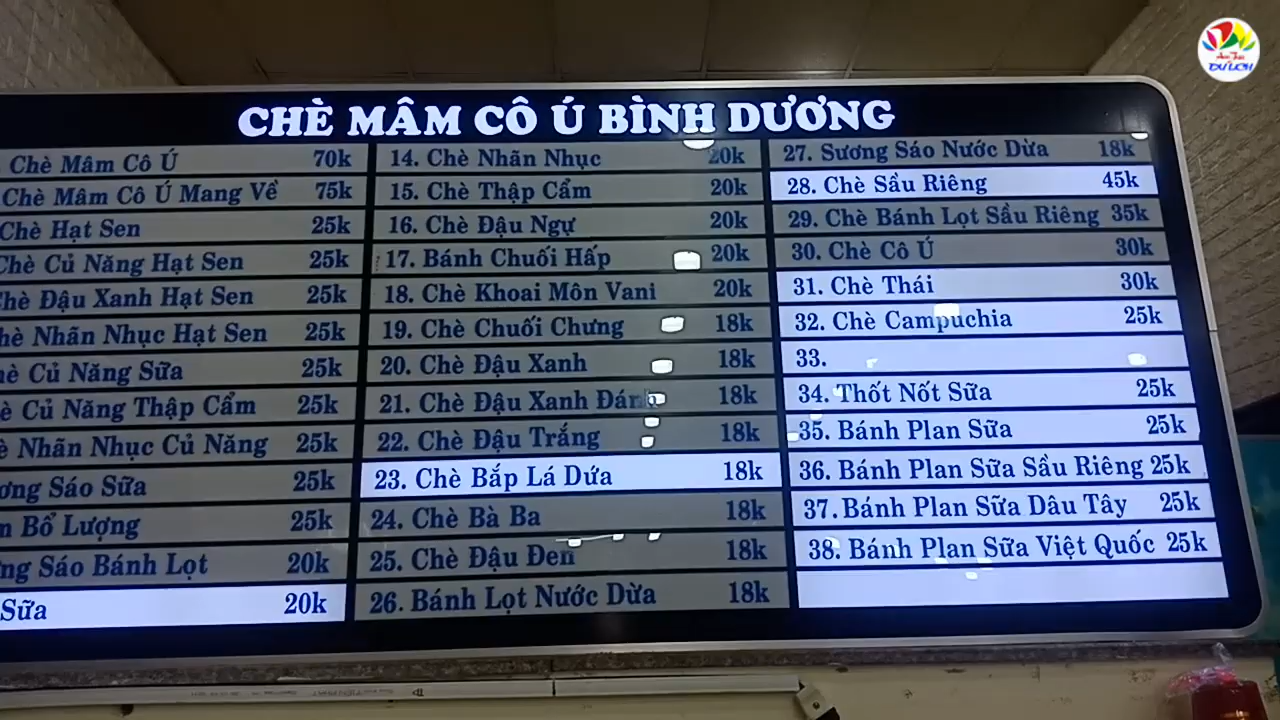 CHÈ MÂM CÔ Ú BÌNH DƯƠNG
Chè Mâm Cô Ú 70k
Chè Mâm Cô Ú Mang Về 75k
Chè Hạt Sen 25k
Chè Củ Năng Hạt Sen 25k
Chè Đậu Xanh Hạt Sen 25k
hè Nhãn Nhục Hạt Sen 25k
è Củ Năng Sữa 25k
è Củ Năng Thập Cẩm 25k
è Nhãn Nhục Củ Năng 25k
ơng Sáo Sữa 25k
Bổ Lượng 25k
ng Sáo Bánh Lọt 20k
Sữa 20k
14. Chè Nhãn Nhục 20k
15. Chè Thập Cẩm 20k
16. Chè Đậu Ngự 20k
17. Bánh Chuối Hấp 20k
18. Chè Khoai Môn Vani 20k
19. Chè Chuối Chưng 18k
20. Chè Đậu Xanh 18k
21. Chè Đậu Xanh Đánh 18k
22. Chè Đậu Trắng 18k
23. Chè Bắp Lá Dứa 18k
24. Chè Bà Ba 18k
25. Chè Đậu Đen 18k
26. Bánh Lọt Nước Dừa 18k
27. Sương Sáo Nước Dừa 18k
28. Chè Sầu Riêng 45k
29. Chè Bánh Lọt Sầu Riêng 35k
30. Chè Cô Ú 30k
31. Chè Thái 30k
32. Chè Campuchia 25k
33.
34. Thốt Nốt Sữa 25k
35. Bánh Plan Sữa 25k
36. Bánh Plan Sữa Sầu Riêng 25k
37. Bánh Plan Sữa Dâu Tây 25k
38. Bánh Plan Sữa Việt Quốc 25k
DU LỊCH